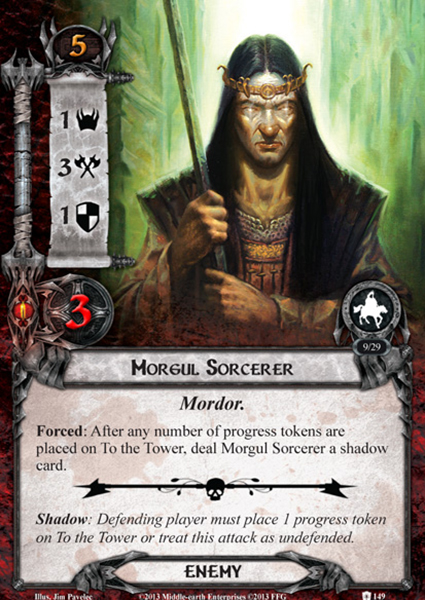 5
1
3
1
3
9/29
Morgul Sorcerer
Mordor.
Forced: After any number of progress tokens are
placed on To the Tower, deal Morgul Sorcerer a shadow
card.
Shadow: Defending player must place 1 progress token
on To the Tower or treat this attack as undefended.
ENEMY
Illus. Jim Pavelec ©2013 Middle-earth Enterprises ©2013 FFG 149